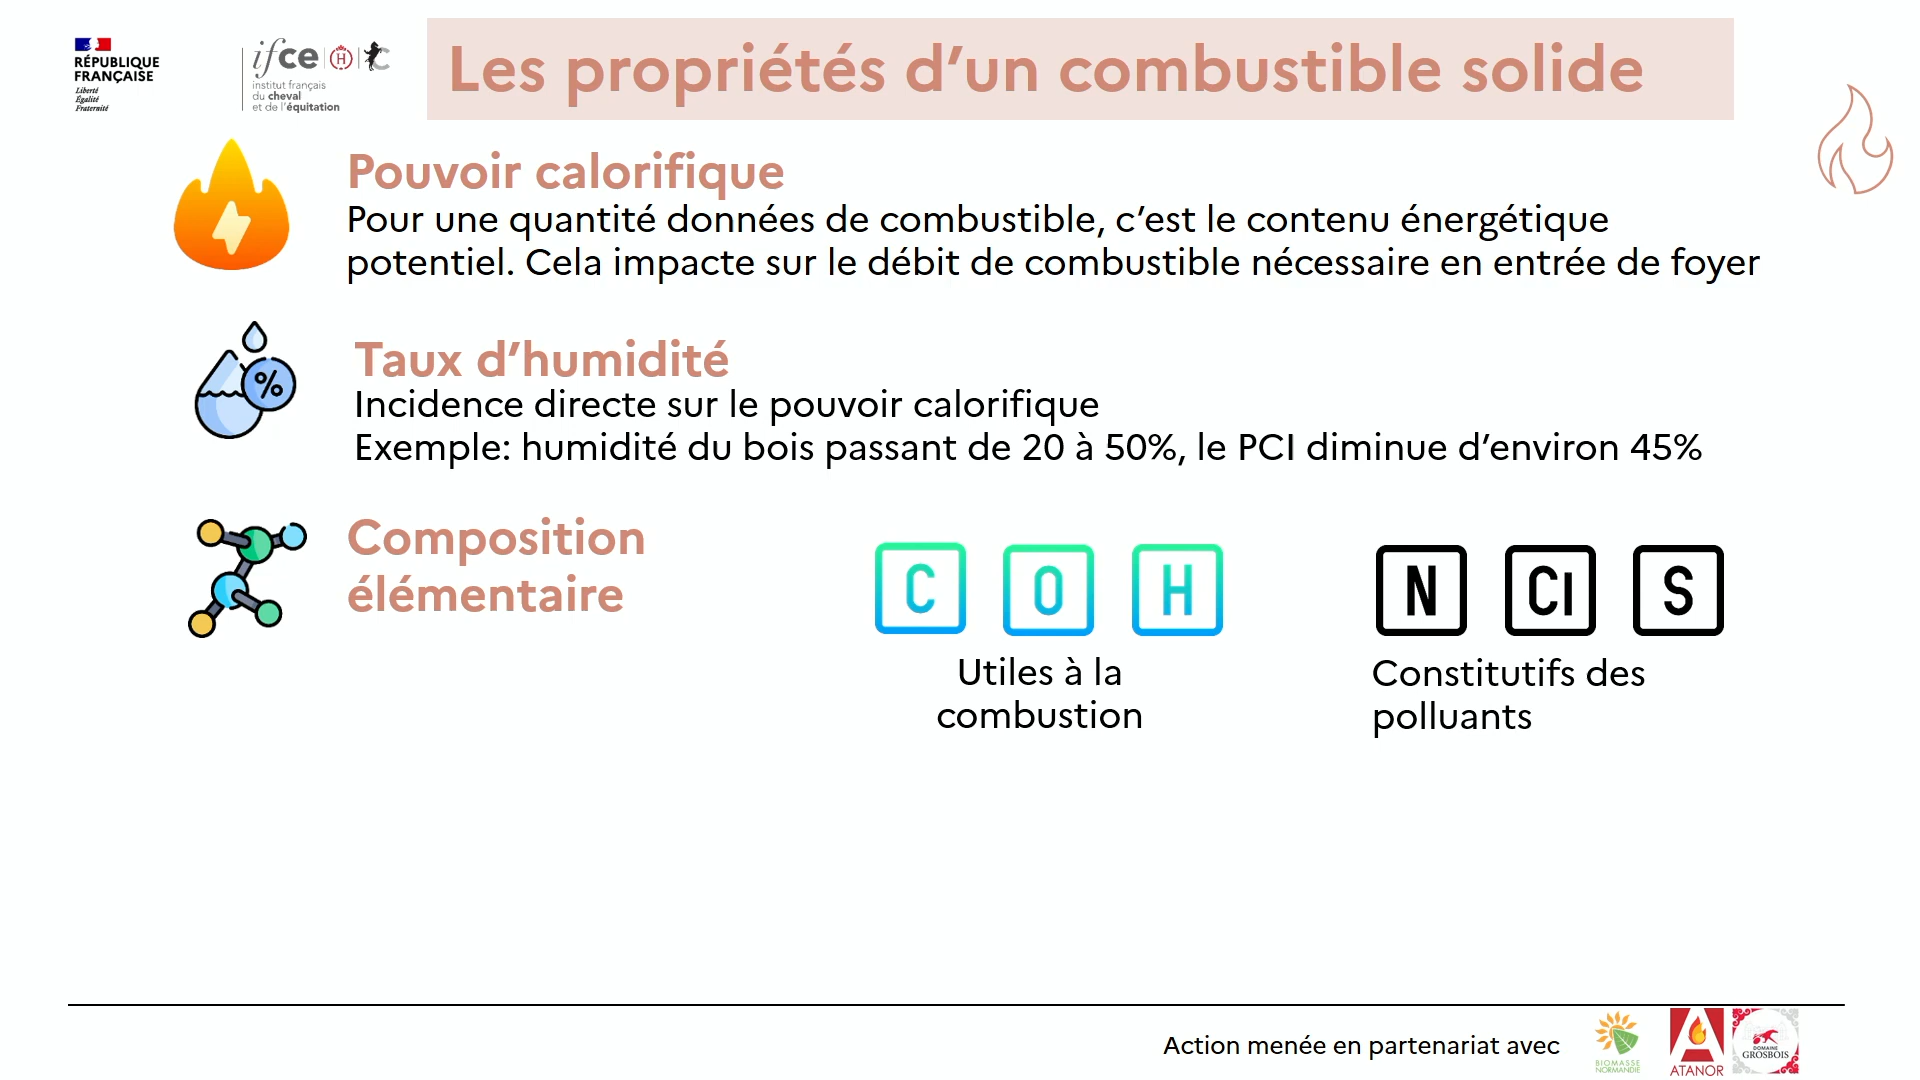 RÉPUBLIQUE
FRANÇAISE
Liberté
Égalité
Fraternité
ifce H C
institut français
du cheval
et de l'équitation
Les propriétés d’un combustible solide
Pouvoir calorifique
Pour une quantité données de combustible, c’est le contenu énergétique
potentiel. Cela impacte sur le débit de combustible nécessaire en entrée de foyer
%
Taux d’humidité
Incidence directe sur le pouvoir calorifique
Exemple: humidité du bois passant de 20 à 50%, le PCI diminue d’environ 45%
Composition
élémentaire
C O H
Utiles à la
combustion
N Cl S
Constitutifs des
polluants
Action menée en partenariat avec
BIOMASSE
NORMANDIE
ATANOR
DOMAINE
GROSBOIS